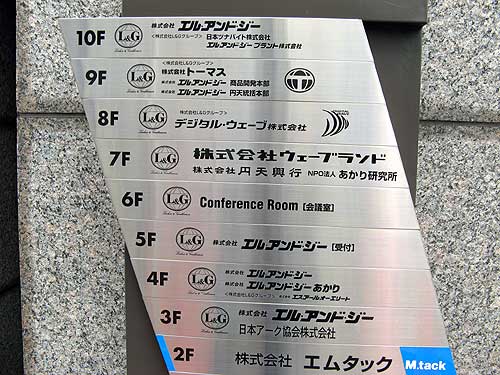 10F L&G 株式会社 エル・アンド・ジー
<株式会社L&Gグループ> 日本ツナバイト株式会社
エル・アンド・ジー プラント株式会社
9F L&G <株式会社L&Gグループ>
株式会社 トーマス
株式会社 エル・アンド・ジー 商品開発本部
株式会社 エル・アンド・ジー 円天統括本部
8F L&G <株式会社L&Gグループ>
デジタル・ウェーブ 株式会社
7F L&G 株式会社ウェーブランド
株式会社 円天興行 NPO法人 あかり研究所
6F L&G Conference Room [会議室]
5F L&G 株式会社 エル・アンド・ジー [受付]
4F L&G 株式会社 エル・アンド・ジー
株式会社 エル・アンド・ジー あかり
<株式会社L&Gグループ> 株式会社 エスアールオーエリート
3F L&G 株式会社 エル・アンド・ジー
日本アーク協会株式会社
2F 株式会社 エムタック M.tack